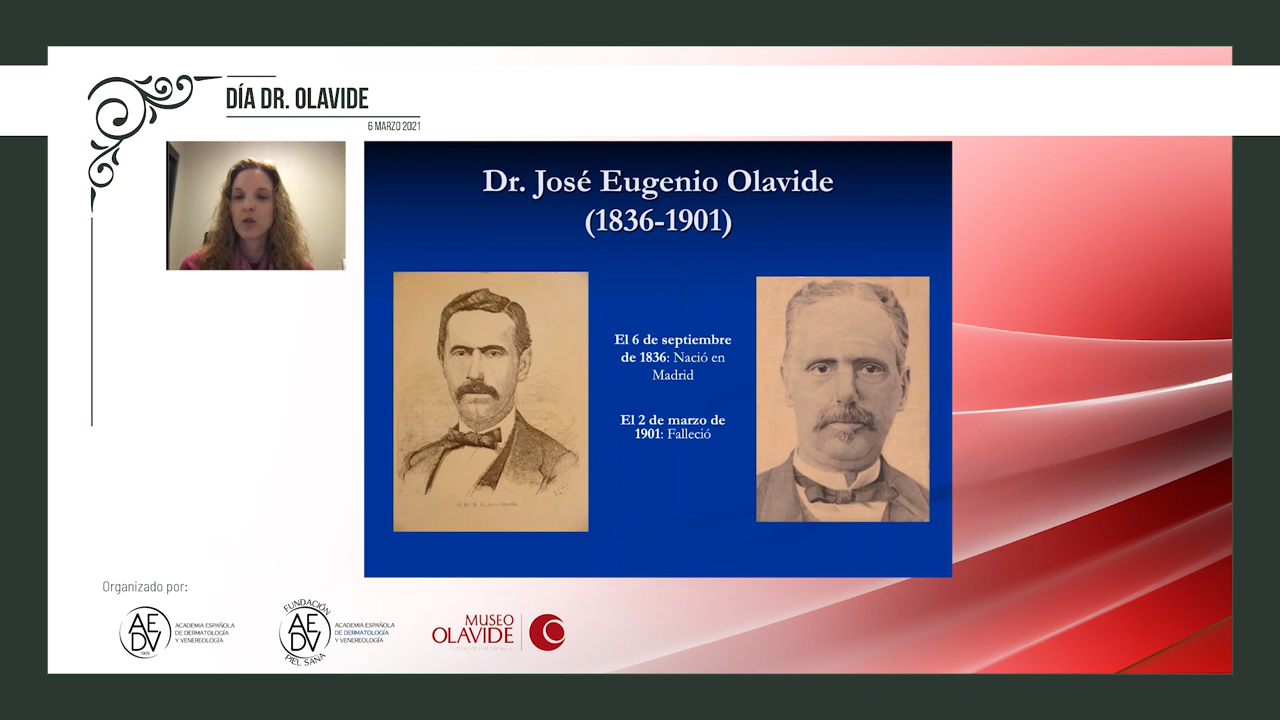 DÍA DR. OLAVIDE
6 MARZO 2021
Dr. José Eugenio Olavide
(1836-1901)
El 6 de septiembre
de 1836: Nació en
Madrid
El 2 de marzo de
1901: Falleció
Organizado por:
AEDV
1909
ACADEMIA ESPAÑOLA
DE DERMATOLOGÍA
Y VENEREOLOGÍA
FUNDACIÓN
AEDV
PIEL SANA
ACADEMIA ESPAÑOLA
DE DERMATOLOGÍA
Y VENEREOLOGÍA
MUSEO
OLAVIDE